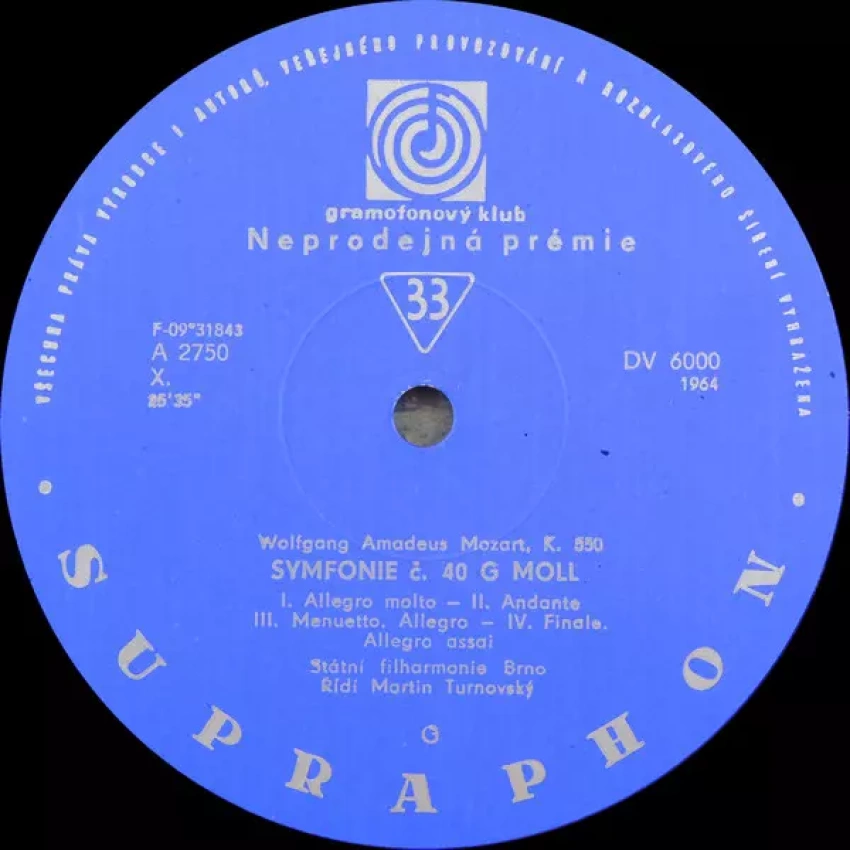 VŠECHNA PRÁVA VÝROBCE I AUTORŮ, VEŘEJNÉHO PROVOZOVÁNÍ A ROZHLASOVÉHO ŠÍŘENÍ VYHRAŽENA
gramofonový klub
Neprodejná prémie
33
F-09*31843
A 2750
X.
25'35"
DV 6000
1964
Wolfgang Amadeus Mozart, K. 550
SYMFONIE č. 40 G MOLL
I. Allegro molto – II. Andante
III. Menuetto. Allegro – IV. Finale.
Allegro assai
Státní filharmonie Brno
Řídí Martin Turnovský
G
• SUPRAPHON •